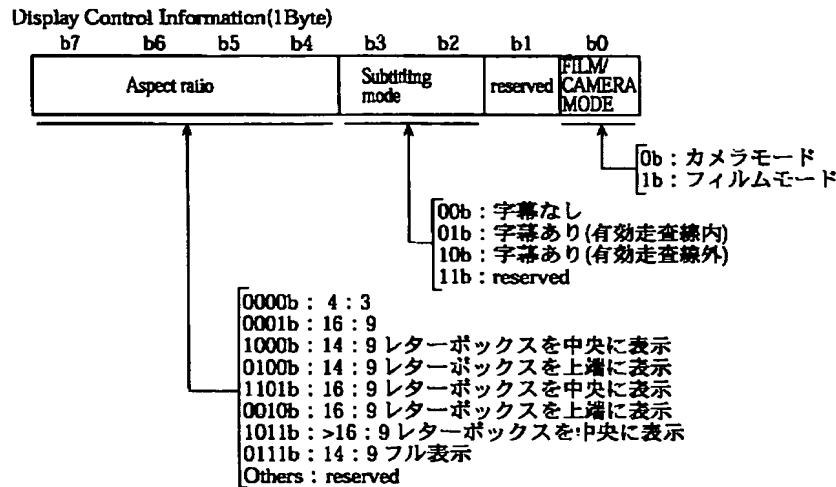 Display Control Information(1Byte)
b7 b6 b5 b4 b3 b2 b1 b0
Aspect ratio
Subtitling mode
reserved
FILM/
CAMERA
MODE
0b : カメラモード
1b : フィルムモード
00b : 字幕なし
01b : 字幕あり(有効走査線内)
10b : 字幕あり(有効走査線外)
11b : reserved
0000b : 4 : 3
0001b : 16 : 9
1000b : 14 : 9 レターボックスを中央に表示
0100b : 14 : 9 レターボックスを上端に表示
1101b : 16 : 9 レターボックスを中央に表示
0010b : 16 : 9 レターボックスを上端に表示
1011b : >16 : 9 レターボックスを中央に表示
0111b : 14 : 9 フル表示
Others : reserved